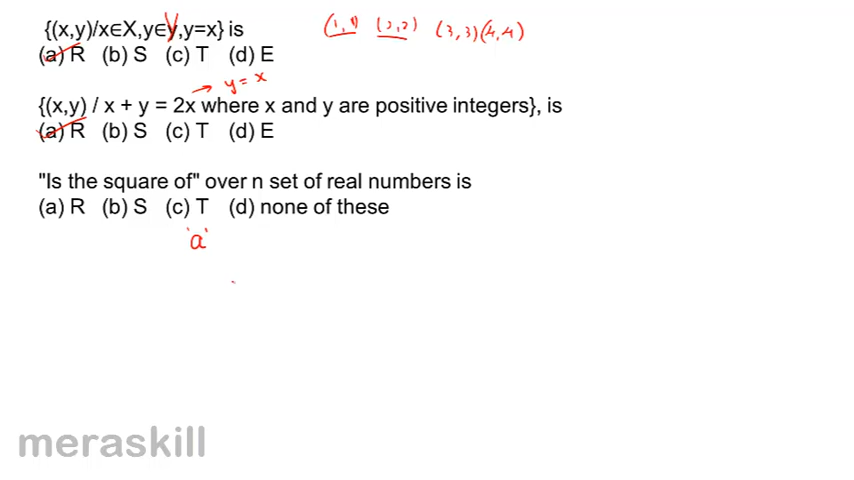 {(x,y)/x∈X,y∈y,y=x} is (1,1) (2,2) (3,3)(4,4)
Y
(a) R (b) S (c) T (d) E
→ y = x
{(x,y) / x + y = 2x where x and y are positive integers}, is
(a) R (b) S (c) T (d) E
"Is the square of" over n set of real numbers is
(a) R (b) S (c) T (d) none of these
'a'
meraskill